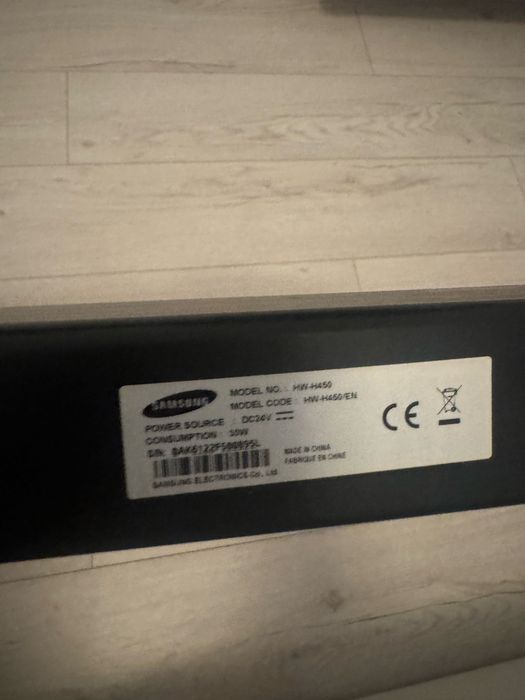 SAMSUNG
MODEL NO. : HW-H450
MODEL CODE : HW-H450/EN
POWER SOURCE : DC24V
CONSUMPTION : 30W
S/N:
MADE IN CHINA
FABRIQUE EN CHINE
SAMSUNG ELECTRONICS Co., Ltd
CE